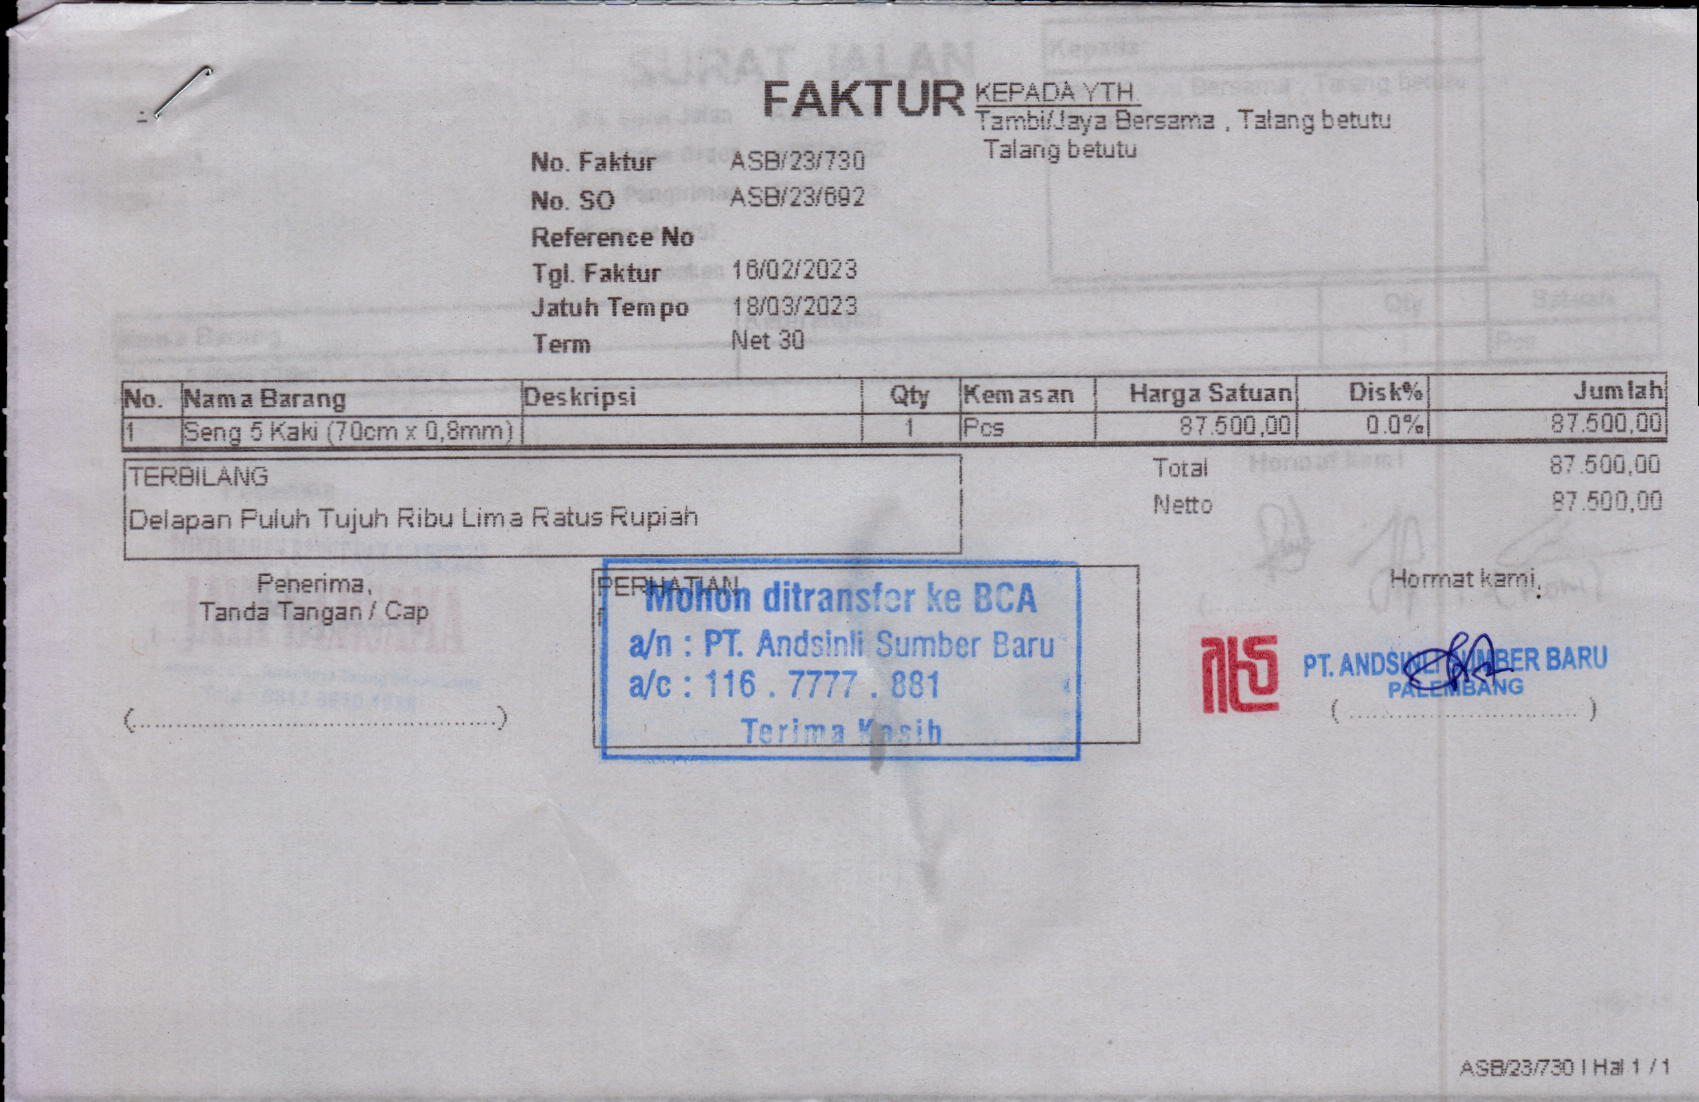 FAKTUR
KEPADA YTH.
Tambi/Jaya Bersama , Talang betutu
Talang betutu
No. Faktur ASB/23/730
No. SO ASB/23/692
Reference No
Tgl. Faktur 16/02/2023
Jatuh Tempo 18/03/2023
Term Net 30
No. Nama Barang Deskripsi Qty Kemasan Harga Satuan Disk% Jumlah
1 Seng 5 Kaki (70cm x 0,8mm) 1 Pcs 87.500,00 0.0% 87.500,00
TERBILANG
Delapan Puluh Tujuh Ribu Lima Ratus Rupiah
Total 87.500,00
Netto 87.500,00
Penerima,
Tanda Tangan / Cap
(..................................................)
PERHATIAN
Mohon ditransfer ke BCA
a/n : PT. Andsinli Sumber Baru
a/c : 116 . 7777 . 881
Terima Kasih
Hormat kami,
PT. ANDSINLI SUMBER BARU
PALEMBANG
( ................................ )
ASB/23/730 | Hal 1 / 1